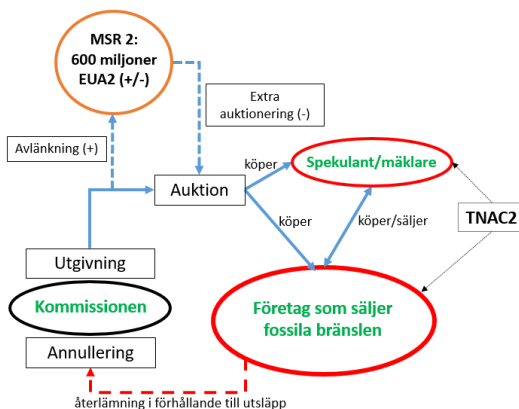 MSR 2:
600 miljoner
EUA2 (+/-)
Extra
auktionering (-)
Avlänkning (+)
Auktion
köper
Spekulant/mäklare
köper
köper/säljer
TNAC2
Utgivning
Kommissionen
Annullering
Företag som säljer
fossila bränslen
återlämning i förhållande till utsläpp